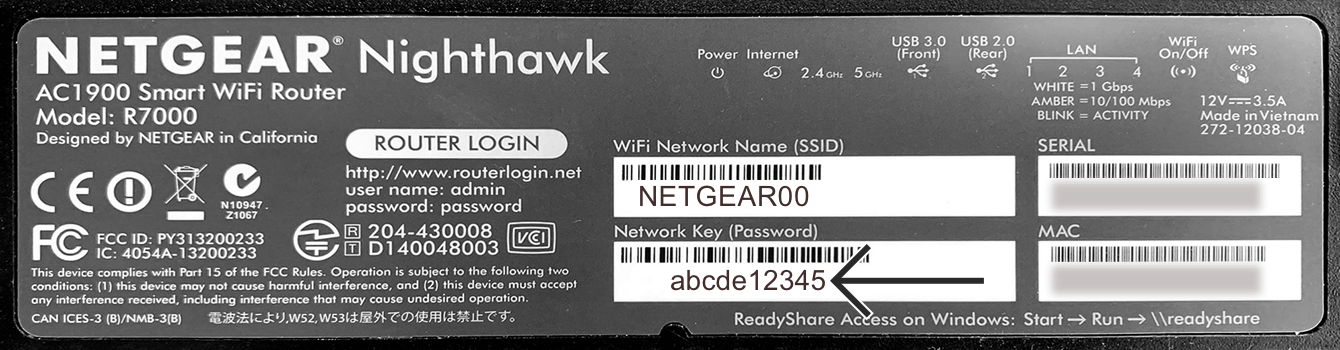 NETGEAR® Nighthawk
AC1900 Smart WiFi Router
Model: R7000
Designed by NETGEAR in California
Power Internet 2.4GHz 5GHz
USB 3.0
(Front)
USB 2.0
(Rear)
LAN
1 2 3 4
WHITE =1 Gbps
AMBER =10/100 Mbps
BLINK = ACTIVITY
WiFi
On/Off
WPS
12V⎓3.5A
Made in Vietnam
272-12038-04
ROUTER LOGIN
http://www.routerlogin.net
user name: admin
password: password
WiFi Network Name (SSID)
NETGEAR00
SERIAL
CE
N10947
Z1067
FC FCC ID: PY313200233
IC: 4054A-13200233
R 204-430008
T D140048003
VCI
Network Key (Password)
abcde12345
MAC
This device complies with Part 15 of the FCC Rules. Operation is subject to the following two
conditions: (1) this device may not cause harmful interference, and (2) this device must accept
any interference received, including interference that may cause undesired operation.
CAN ICES-3 (B)/NMB-3(B) 電波法により,W52, W53は屋外での使用は禁止です。
ReadyShare Access on Windows: Start → Run → \\readyshare